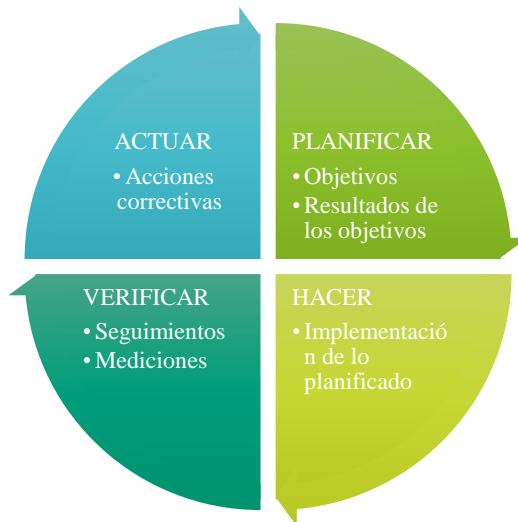 ACTUAR
• Acciones
correctivas
PLANIFICAR
• Objetivos
• Resultados de
los objetivos
VERIFICAR
• Seguimientos
• Mediciones
HACER
• Implementació
n de lo
planificado